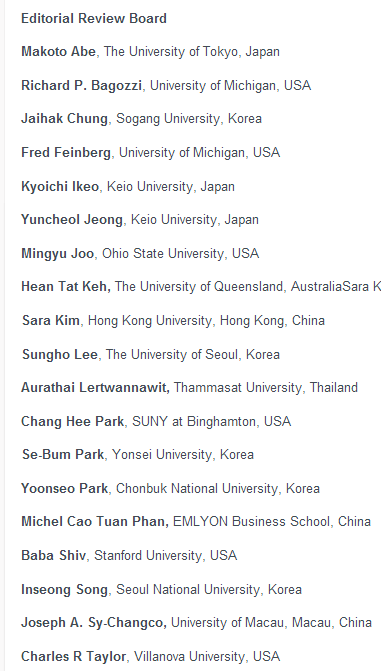 Editorial Review Board
Makoto Abe, The University of Tokyo, Japan
Richard P. Bagozzi, University of Michigan, USA
Jaihak Chung, Sogang University, Korea
Fred Feinberg, University of Michigan, USA
Kyoichi Ikeo, Keio University, Japan
Yuncheol Jeong, Keio University, Japan
Mingyu Joo, Ohio State University, USA
Hean Tat Keh, The University of Queensland, AustraliaSara K
Sara Kim, Hong Kong University, Hong Kong, China
Sungho Lee, The University of Seoul, Korea
Aurathai Lertwannawit, Thammasat University, Thailand
Chang Hee Park, SUNY at Binghamton, USA
Se-Bum Park, Yonsei University, Korea
Yoonseo Park, Chonbuk National University, Korea
Michel Cao Tuan Phan, EMLYON Business School, China
Baba Shiv, Stanford University, USA
Inseong Song, Seoul National University, Korea
Joseph A. Sy-Changco, University of Macau, Macau, China
Charles R Taylor, Villanova University, USA